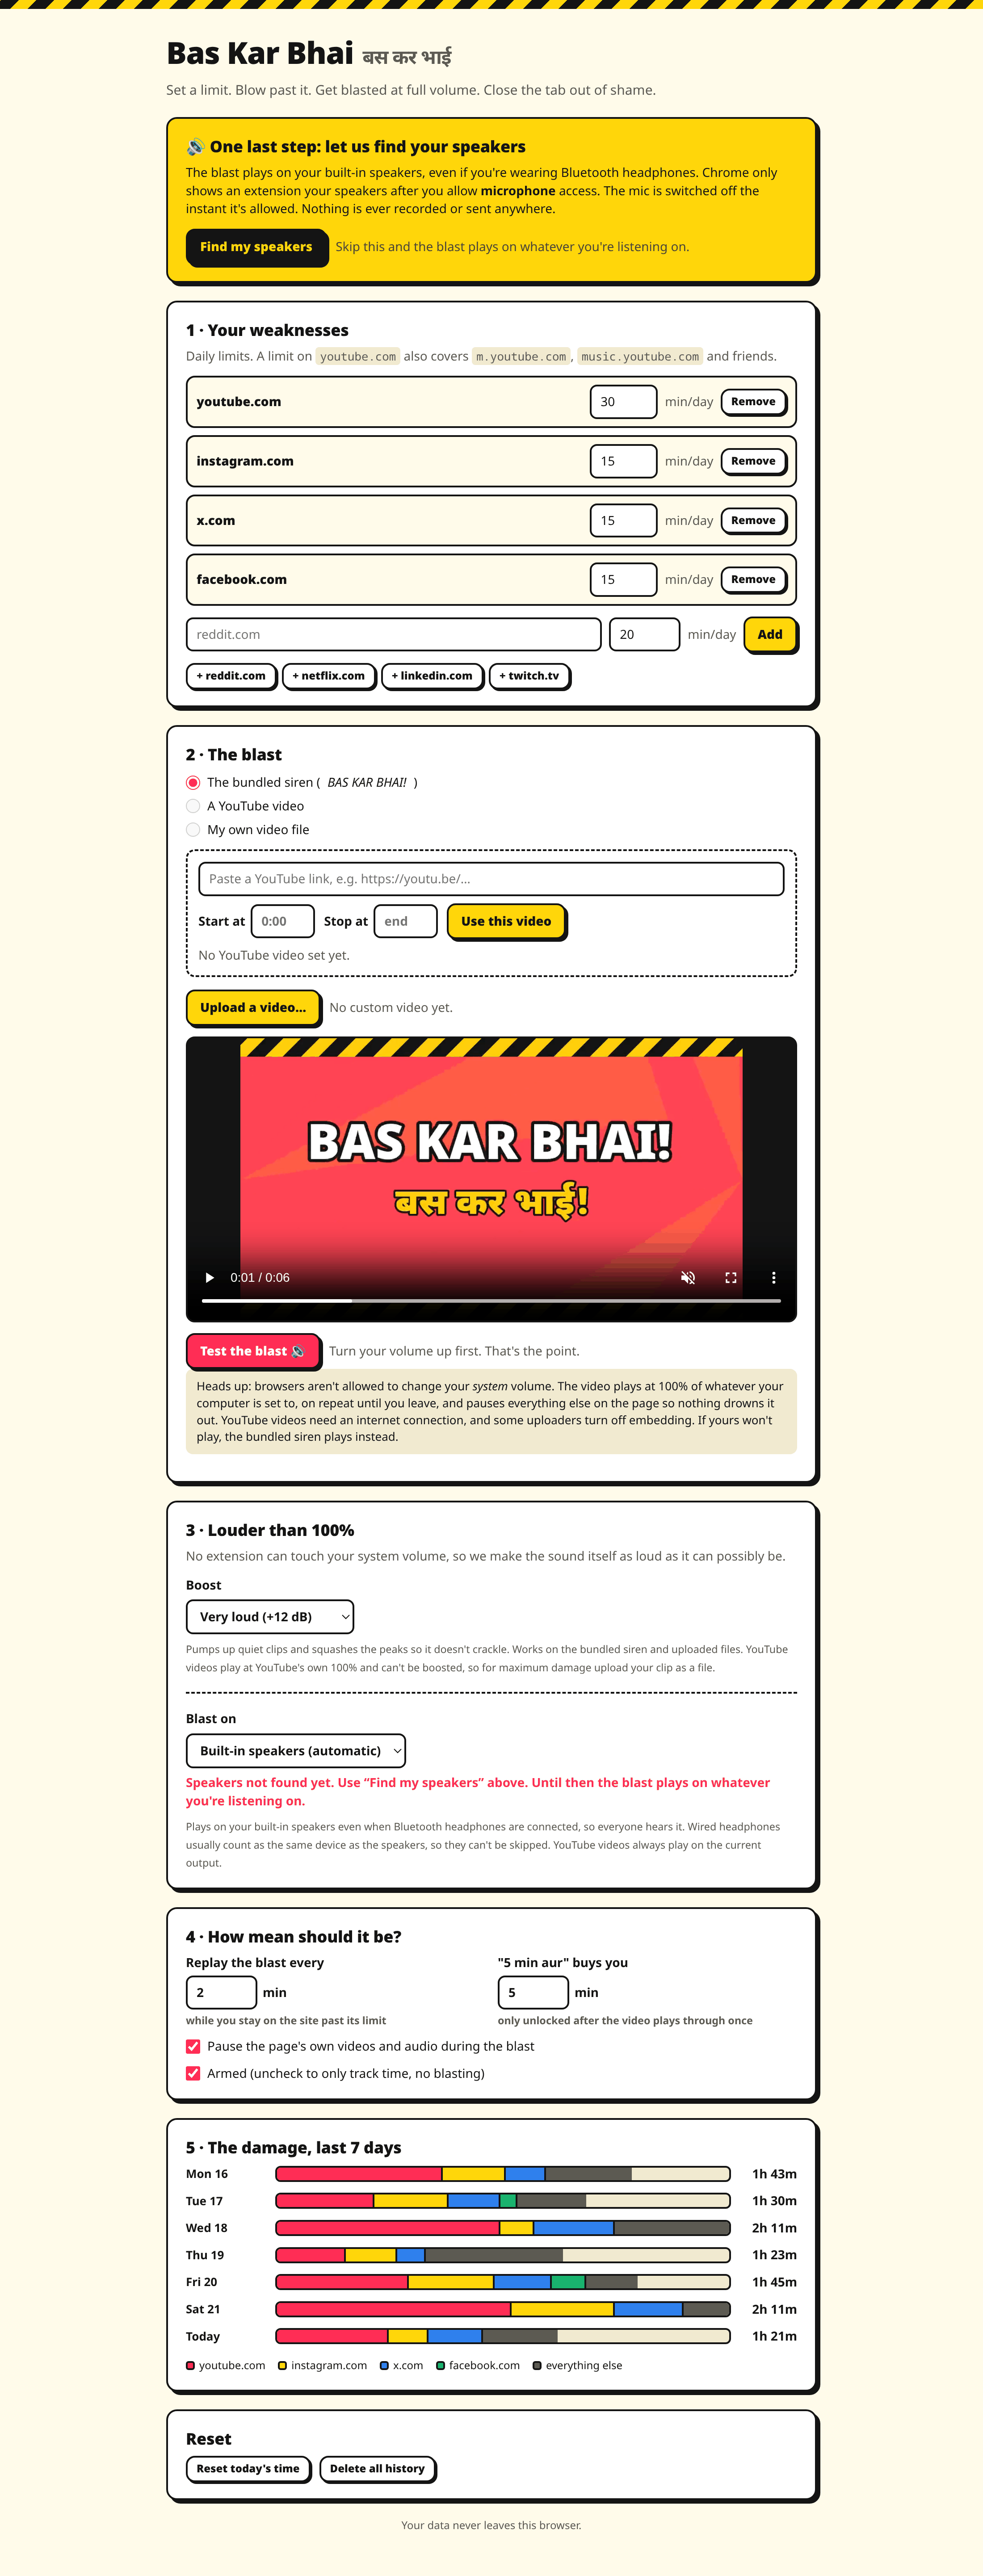 Bas Kar Bhai बस कर भाई
Set a limit. Blow past it. Get blasted at full volume. Close the tab out of shame.
🔊 One last step: let us find your speakers
The blast plays on your built-in speakers, even if you're wearing Bluetooth headphones. Chrome only
shows an extension your speakers after you allow microphone access. The mic is switched off the
instant it's allowed. Nothing is ever recorded or sent anywhere.
Find my speakers Skip this and the blast plays on whatever you're listening on.
1 · Your weaknesses
Daily limits. A limit on youtube.com also covers m.youtube.com, music.youtube.com and friends.
youtube.com 30 min/day Remove
instagram.com 15 min/day Remove
x.com 15 min/day Remove
facebook.com 15 min/day Remove
reddit.com 20 min/day Add
+ reddit.com + netflix.com + linkedin.com + twitch.tv
2 · The blast
The bundled siren ( BAS KAR BHAI! )
A YouTube video
My own video file
Paste a YouTube link, e.g. https://youtu.be/...
Start at 0:00 Stop at end Use this video
No YouTube video set yet.
Upload a video... No custom video yet.
BAS KAR BHAI!
बस कर भाई!
0:01 / 0:06
Test the blast 🔊 Turn your volume up first. That's the point.
Heads up: browsers aren't allowed to change your system volume. The video plays at 100% of whatever your
computer is set to, on repeat until you leave, and pauses everything else on the page so nothing drowns it
out. YouTube videos need an internet connection, and some uploaders turn off embedding. If yours won't
play, the bundled siren plays instead.
3 · Louder than 100%
No extension can touch your system volume, so we make the sound itself as loud as it can possibly be.
Boost
Very loud (+12 dB)
Pumps up quiet clips and squashes the peaks so it doesn't crackle. Works on the bundled siren and uploaded files. YouTube
videos play at YouTube's own 100% and can't be boosted, so for maximum damage upload your clip as a file.
Blast on
Built-in speakers (automatic)
Speakers not found yet. Use “Find my speakers” above. Until then the blast plays on whatever
you're listening on.
Plays on your built-in speakers even when Bluetooth headphones are connected, so everyone hears it. Wired headphones
usually count as the same device as the speakers, so they can't be skipped. YouTube videos always play on the current
output.
4 · How mean should it be?
Replay the blast every "5 min aur" buys you
2 min 5 min
while you stay on the site past its limit only unlocked after the video plays through once
Pause the page's own videos and audio during the blast
Armed (uncheck to only track time, no blasting)
5 · The damage, last 7 days
Mon 16 1h 43m
Tue 17 1h 30m
Wed 18 2h 11m
Thu 19 1h 23m
Fri 20 1h 45m
Sat 21 2h 11m
Today 1h 21m
youtube.com instagram.com x.com facebook.com everything else
Reset
Reset today's time Delete all history
Your data never leaves this browser.